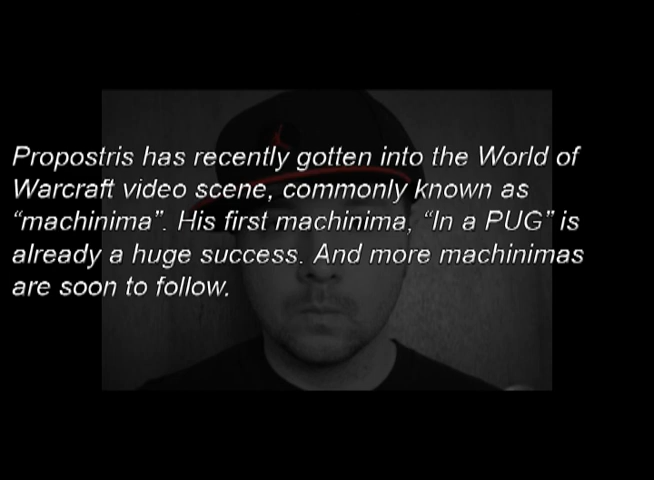 Propostris has recently gotten into the World of
Warcraft video scene, commonly known as
“machinima”. His first machinima, “In a PUG” is
already a huge success. And more machinimas
are soon to follow.